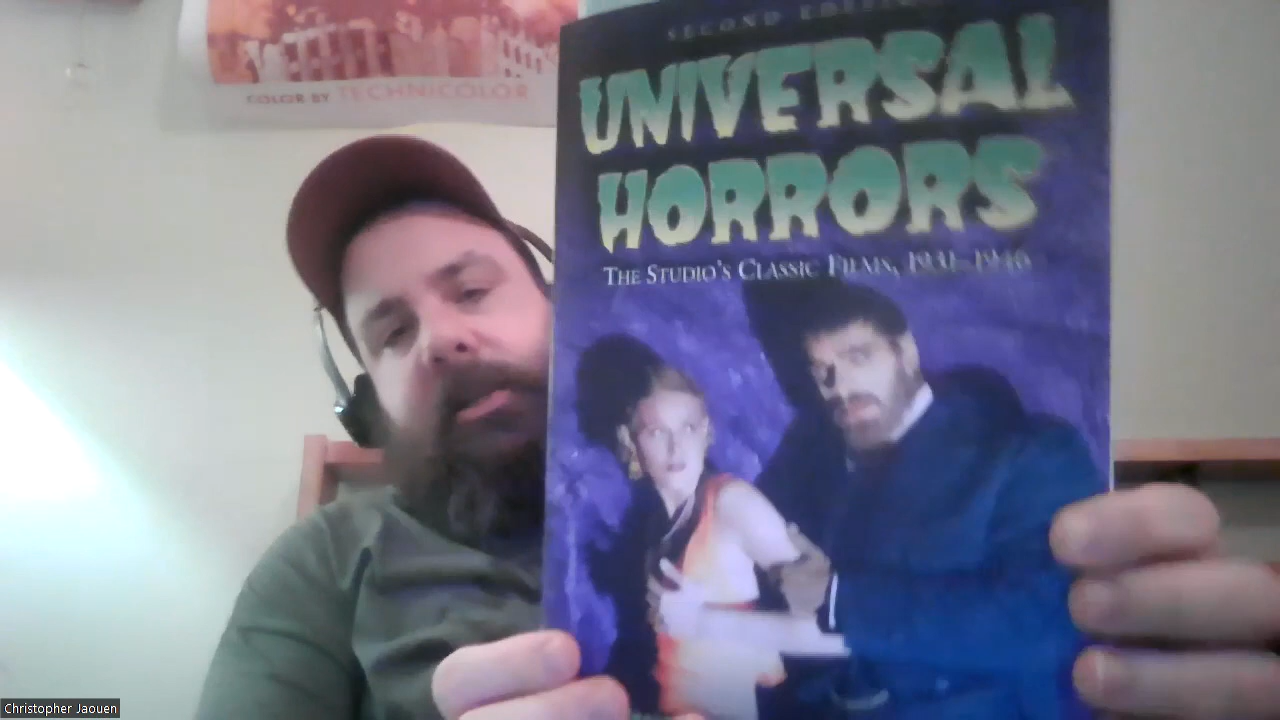 COLOR BY TECHNICOLOR
SECOND EDITION
UNIVERSAL
HORRORS
THE STUDIO'S CLASSIC FILMS, 1931–1946
Christopher Jaouen